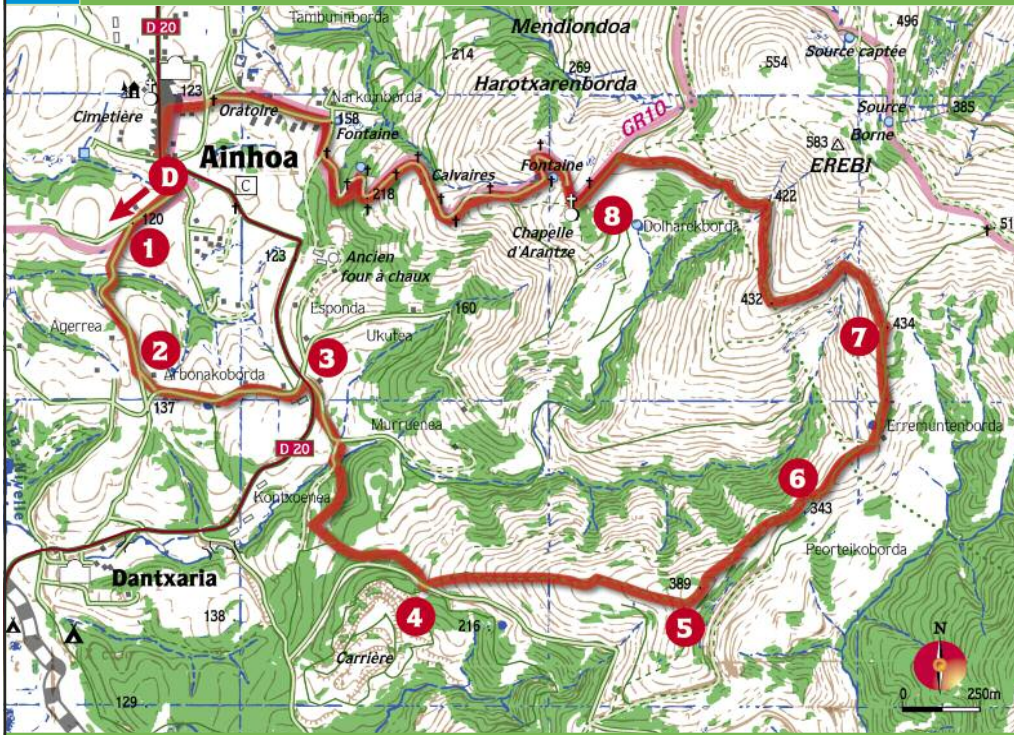 D 20
Tamburinborda
Mendiondoa
496
Source captée
214
269
554
Harotxarenborda
123
Oratoire
Narkoinborda
Cimetière
158
Fontaine
GR10
Source
385
Borne
583
EREBI
Ainhoa
Calvaires
Fontaine
D
C
218
422
8
120
Chapelle
d'Arantze
Dolharekborda
51
1
123
Ancien
four à chaux
Esponda
160
432
Agerrea
Ukutea
7
434
2
3
Arbonakoborda
137
Murruenea
Erremuntenborda
D 20
6
Nivelle
Kontxoenea
343
Peorteikoborda
Dantxaria
389
138
4
216
5
Carrière
N
129
0
250m